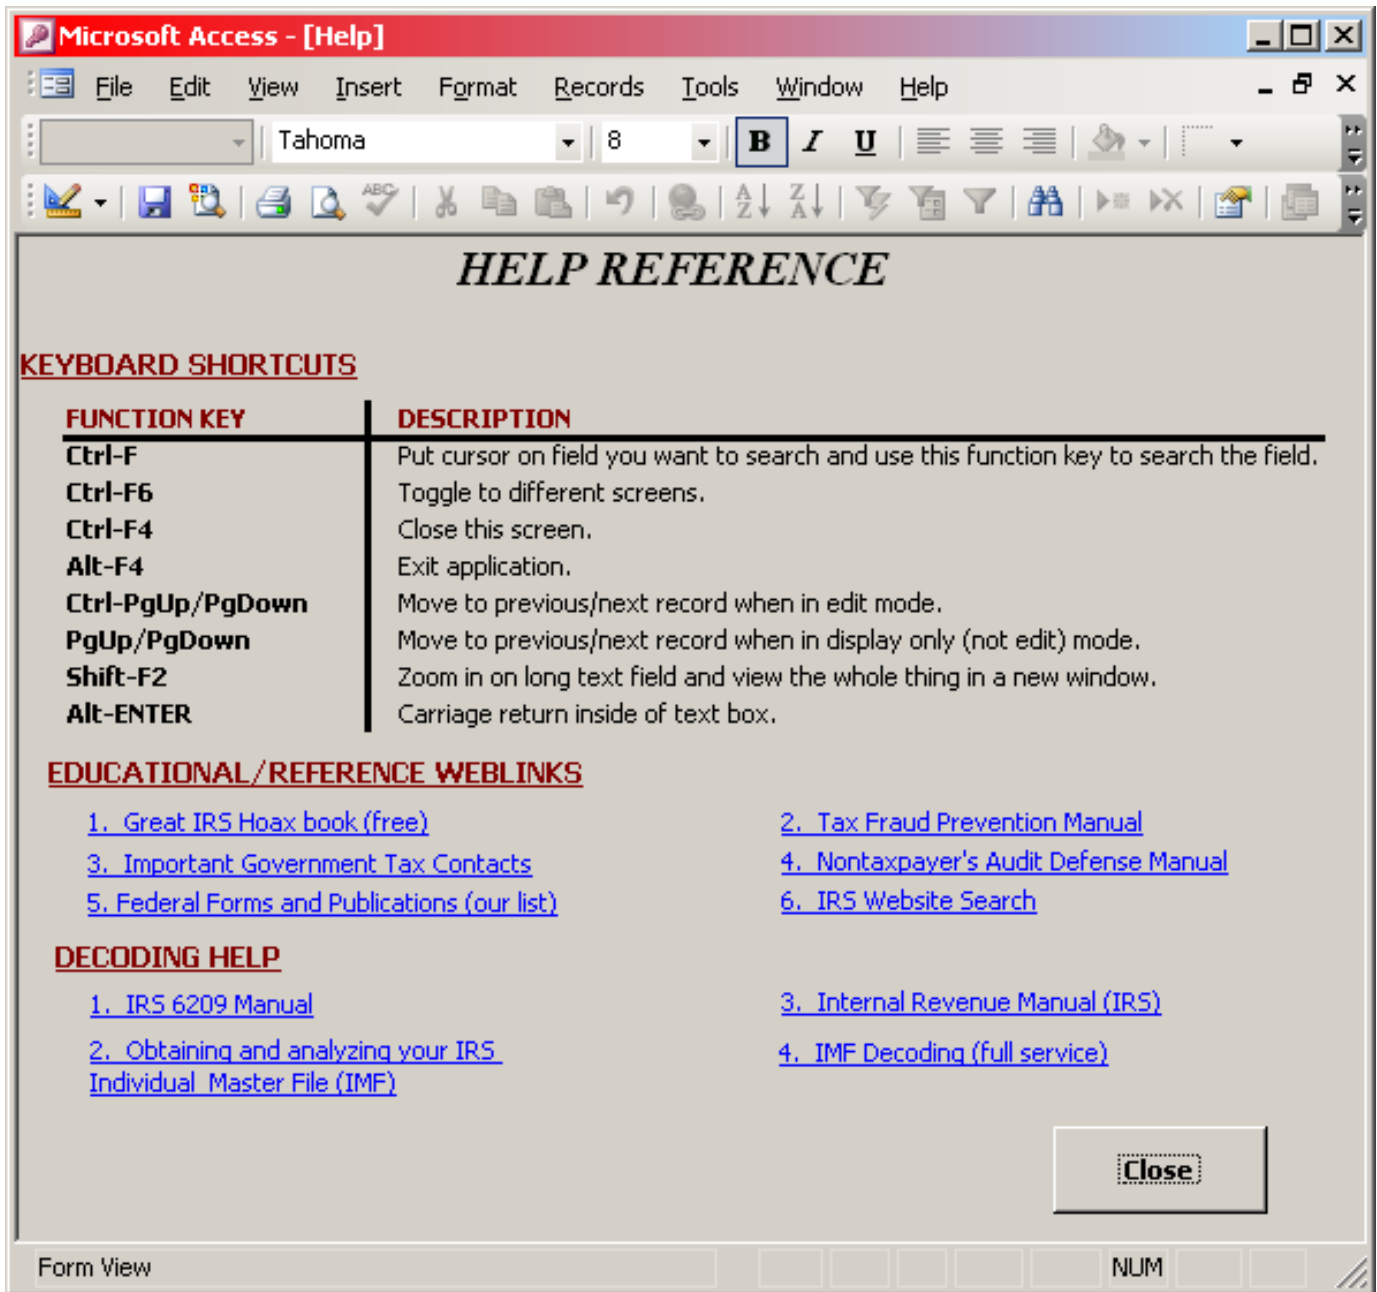 Microsoft Access - [Help]
File Edit View Insert Format Records Tools Window Help
Tahoma 8 B I U
ABC A Z Z A
HELP REFERENCE
KEYBOARD SHORTCUTS
FUNCTION KEY DESCRIPTION
Ctrl-F Put cursor on field you want to search and use this function key to search the field.
Ctrl-F6 Toggle to different screens.
Ctrl-F4 Close this screen.
Alt-F4 Exit application.
Ctrl-PgUp/PgDown Move to previous/next record when in edit mode.
PgUp/PgDown Move to previous/next record when in display only (not edit) mode.
Shift-F2 Zoom in on long text field and view the whole thing in a new window.
Alt-ENTER Carriage return inside of text box.
EDUCATIONAL/REFERENCE WEBLINKS
1. Great IRS Hoax book (free) 2. Tax Fraud Prevention Manual
3. Important Government Tax Contacts 4. Nontaxpayer's Audit Defense Manual
5. Federal Forms and Publications (our list) 6. IRS Website Search
DECODING HELP
1. IRS 6209 Manual 3. Internal Revenue Manual (IRS)
2. Obtaining and analyzing your IRS 4. IMF Decoding (full service)
Individual Master File (IMF)
Close
Form View NUM